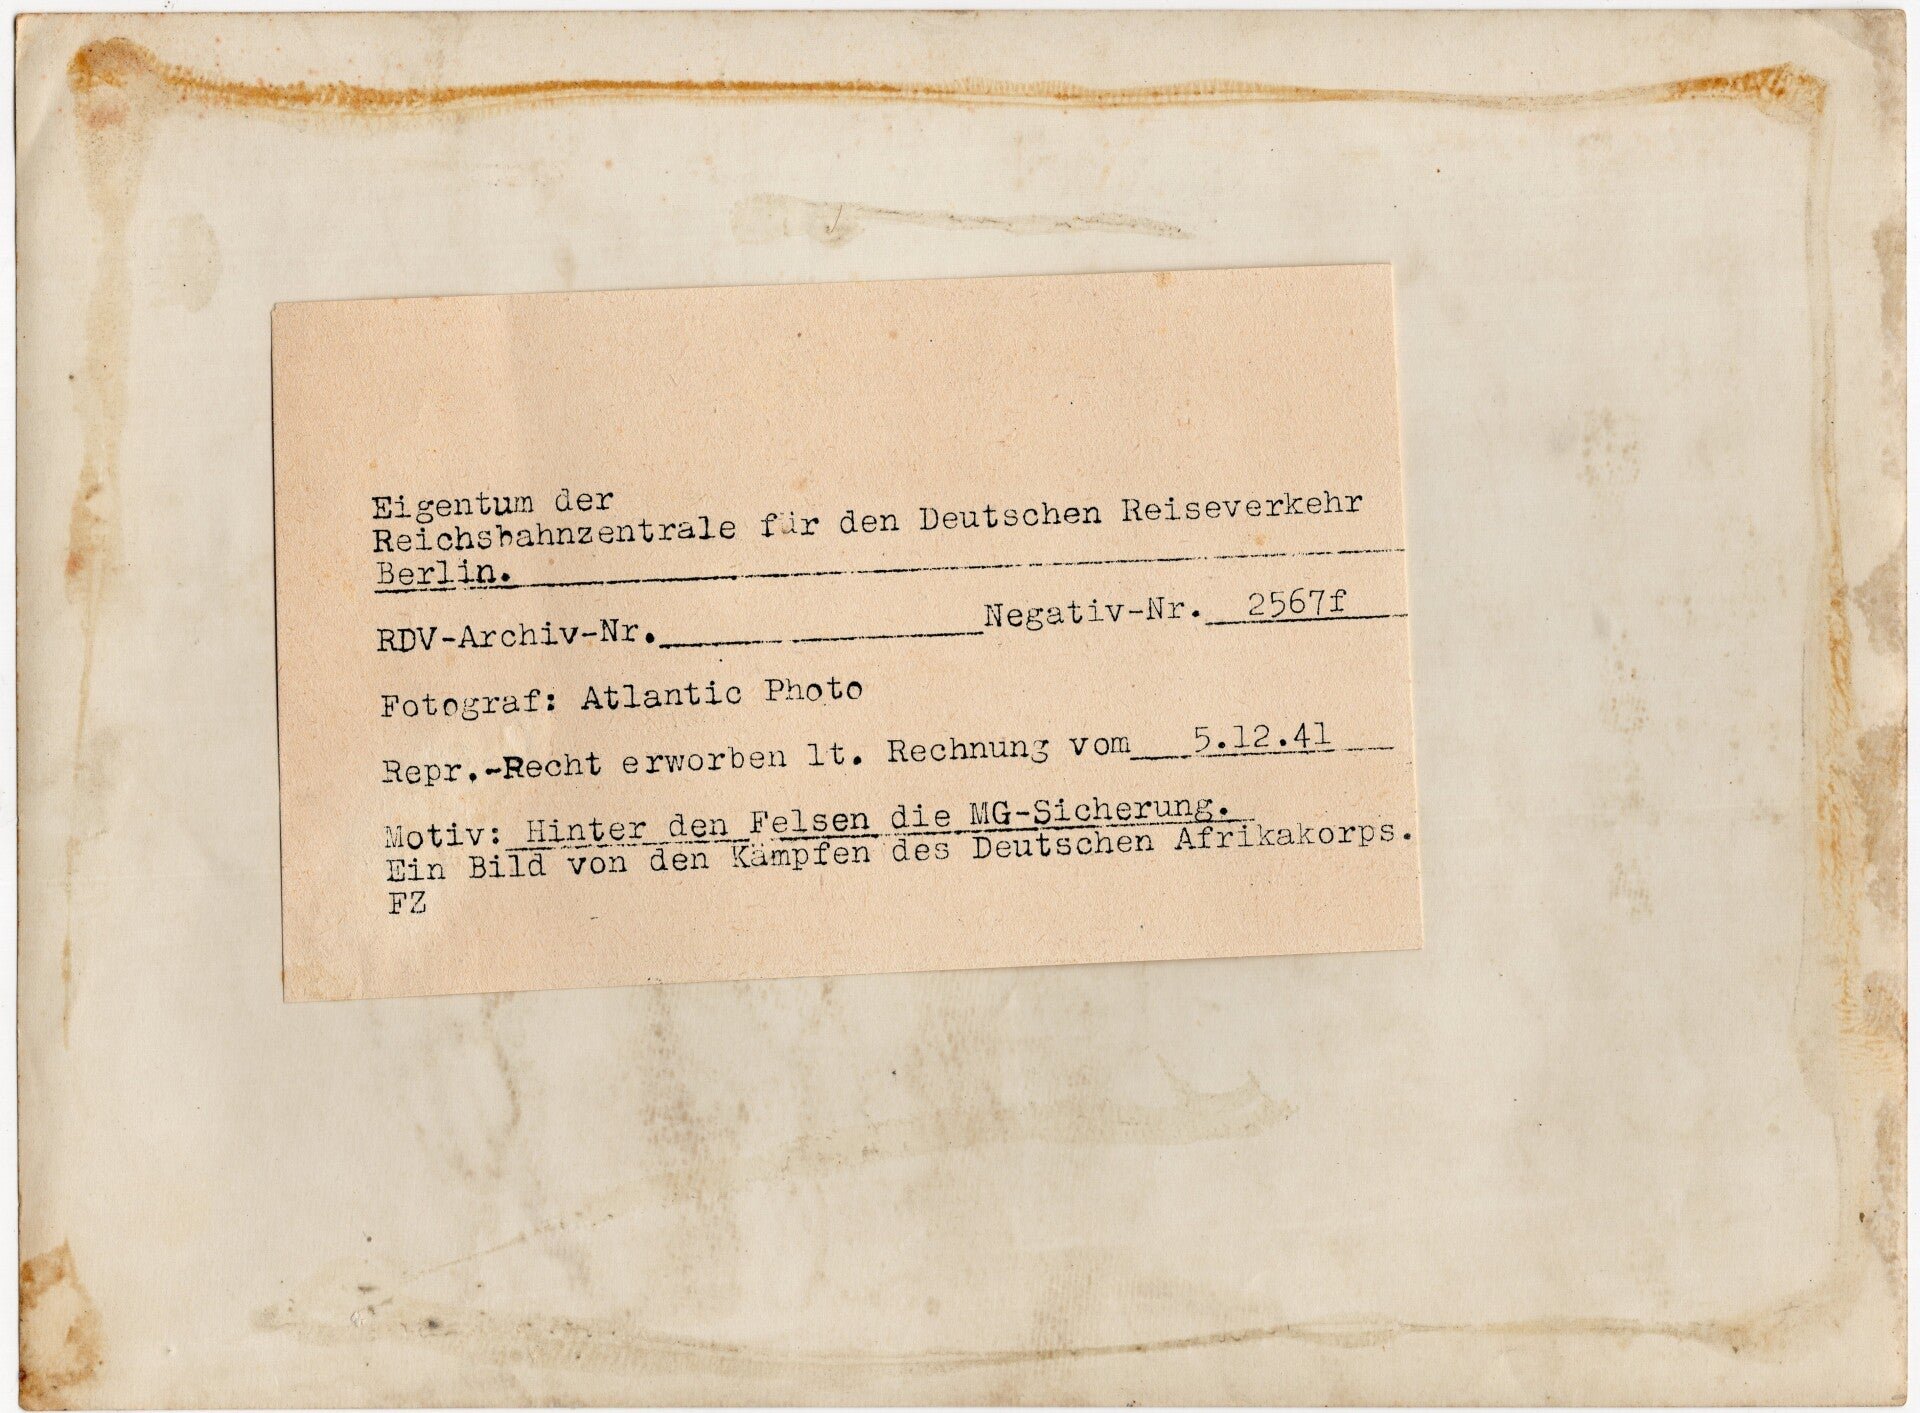 Eigentum der
Reichsbahnzentrale für den Deutschen Reiseverkehr
Berlin.
RDV-Archiv-Nr. Negativ-Nr. 2567f
Fotograf: Atlantic Photo
Repr.-Recht erworben lt. Rechnung vom 5.12.41
Motiv: Hinter den Felsen die MG-Sicherung.
Ein Bild von den Kämpfen des Deutschen Afrikakorps.
FZ